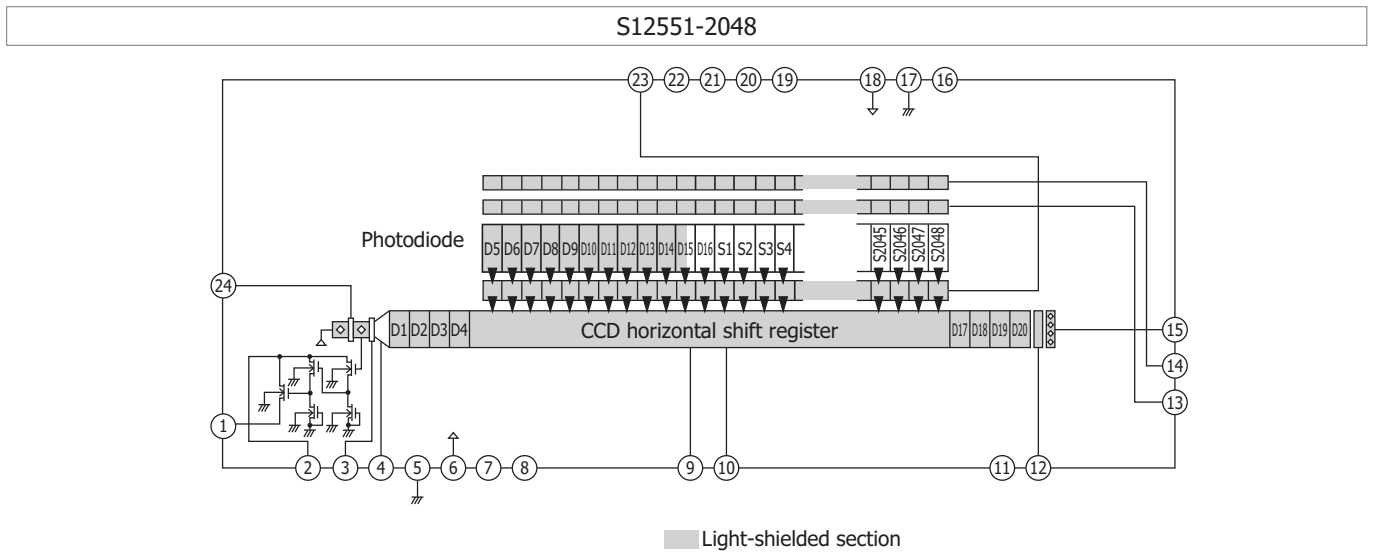 S12551-2048
23 22 21 20 19 18 17 16
Photodiode
D5 D6 D7 D8 D9 D10 D11 D12 D13 D14 D15 D16 S1 S2 S3 S4 S2045 S2046 S2047 S2048
24
D1 D2 D3 D4 CCD horizontal shift register D17 D18 D19 D20
15
14
13
1
2 3 4 5 6 7 8 9 10 11 12
Light-shielded section